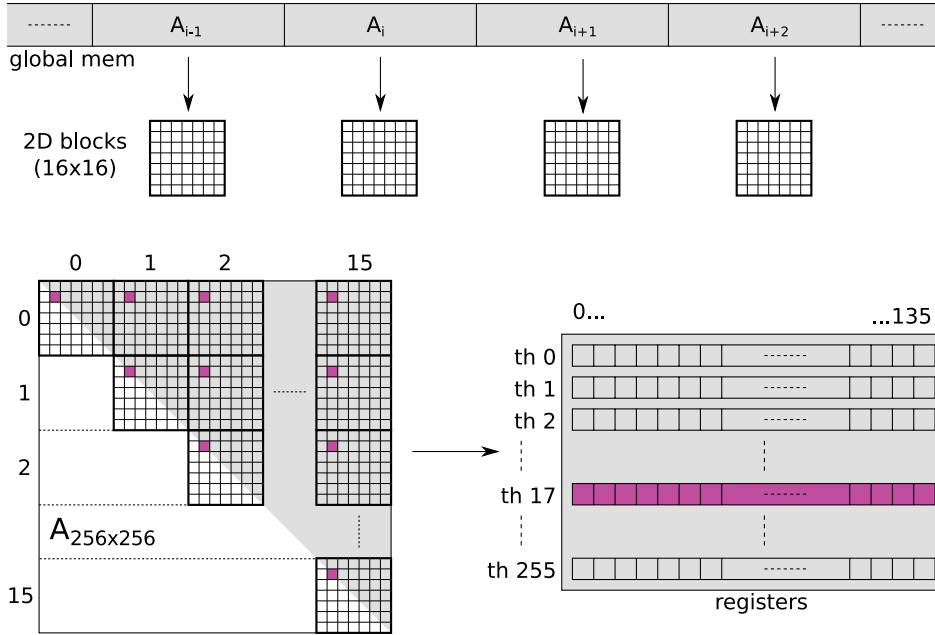 A_{i-1} A_i A_{i+1} A_{i+2}
global mem
2D blocks
(16x16)
0 1 2 15
0
1
2
A_{256x256}
15
0... ...135
th 0
th 1
th 2
th 17
th 255
registers